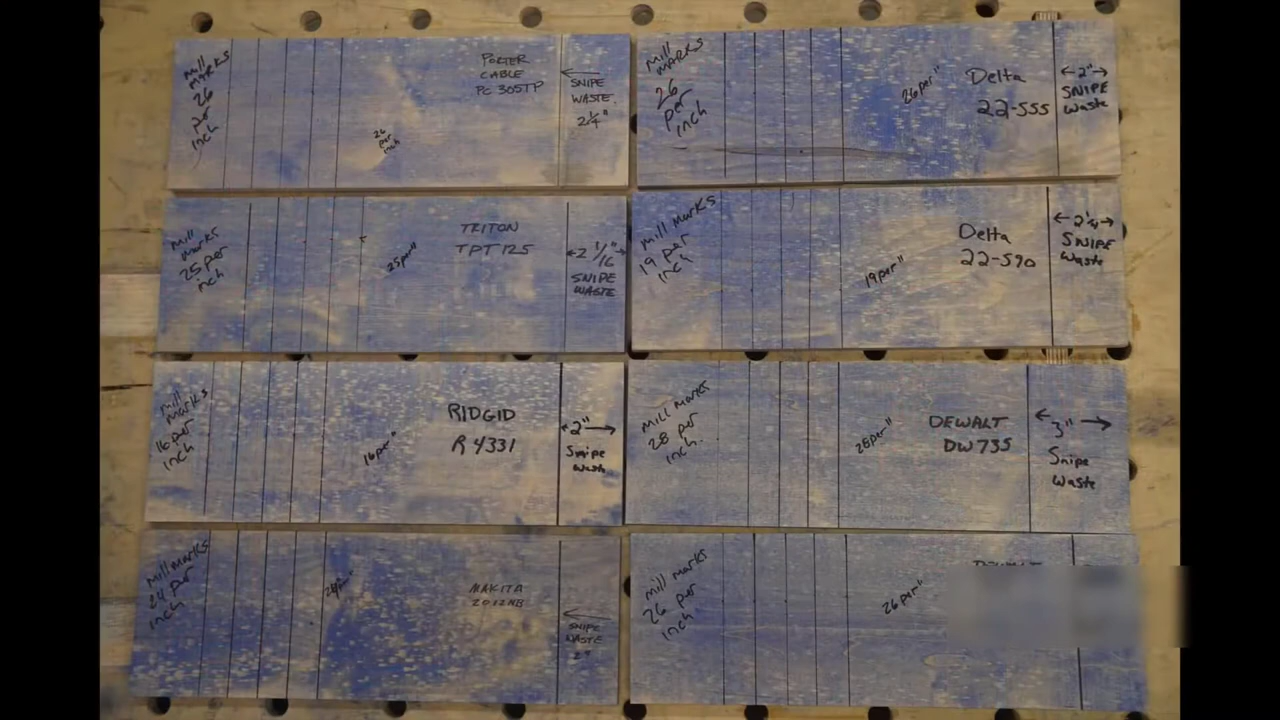 mill
MARKS
26
per
inch
26
per
inch
PORTER
CABLE
PC 305TP
SNIPE
WASTE
2 1/4"
mill
MARKS
26
per
inch
26 per"
Delta
22-555
2"
SNIPE
Waste
mill
marks
25 per
inch
25 per"
TRITON
TPT125
2 1/16"
SNIPE
WASTE
mill marks
19 per
inch
19 per"
Delta
22-590
2 1/4"
SNIPE
Waste
mill
marks
16 per
inch
16 per"
RIDGID
R4331
2"
Snipe
Waste
mill marks
28 per
inch.
28 per"
DEWALT
DW735
3"
Snipe
Waste
mill marks
24 per
inch
24 per"
MAKITA
2012NB
SNIPE
WASTE
2"
mill marks
26 per
inch
26 per"